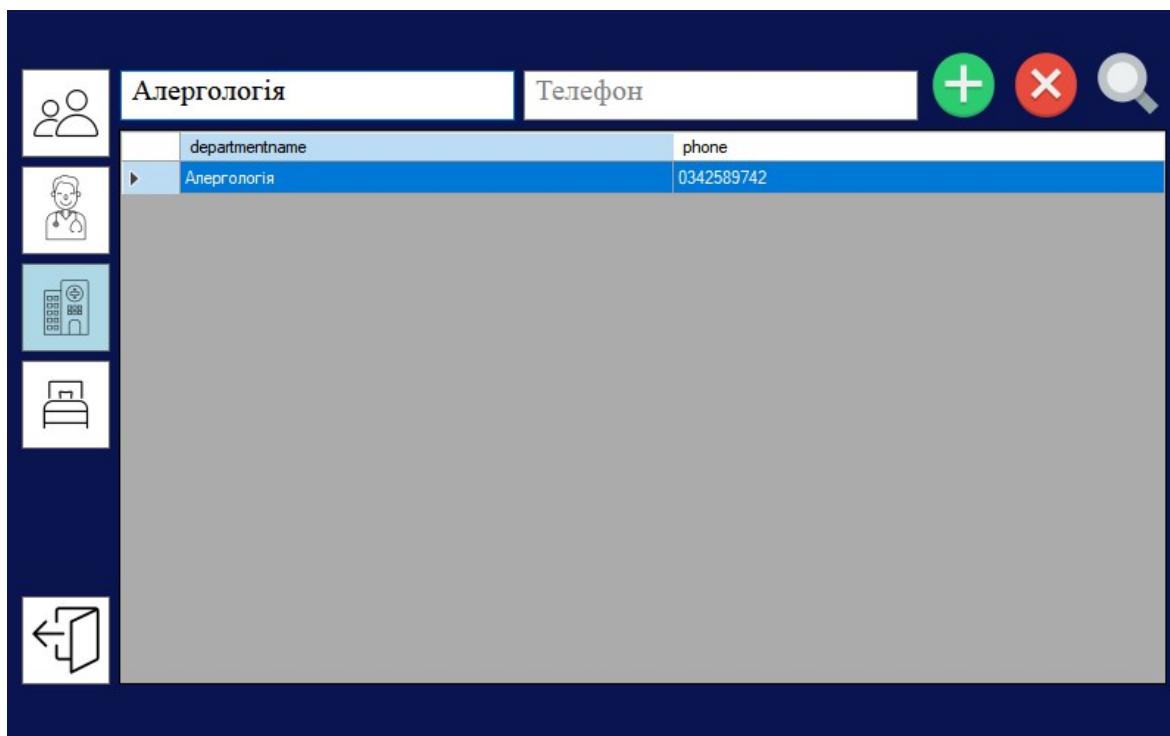 Алергологія
Телефон
departmentname
phone
Алергологія
0342589742